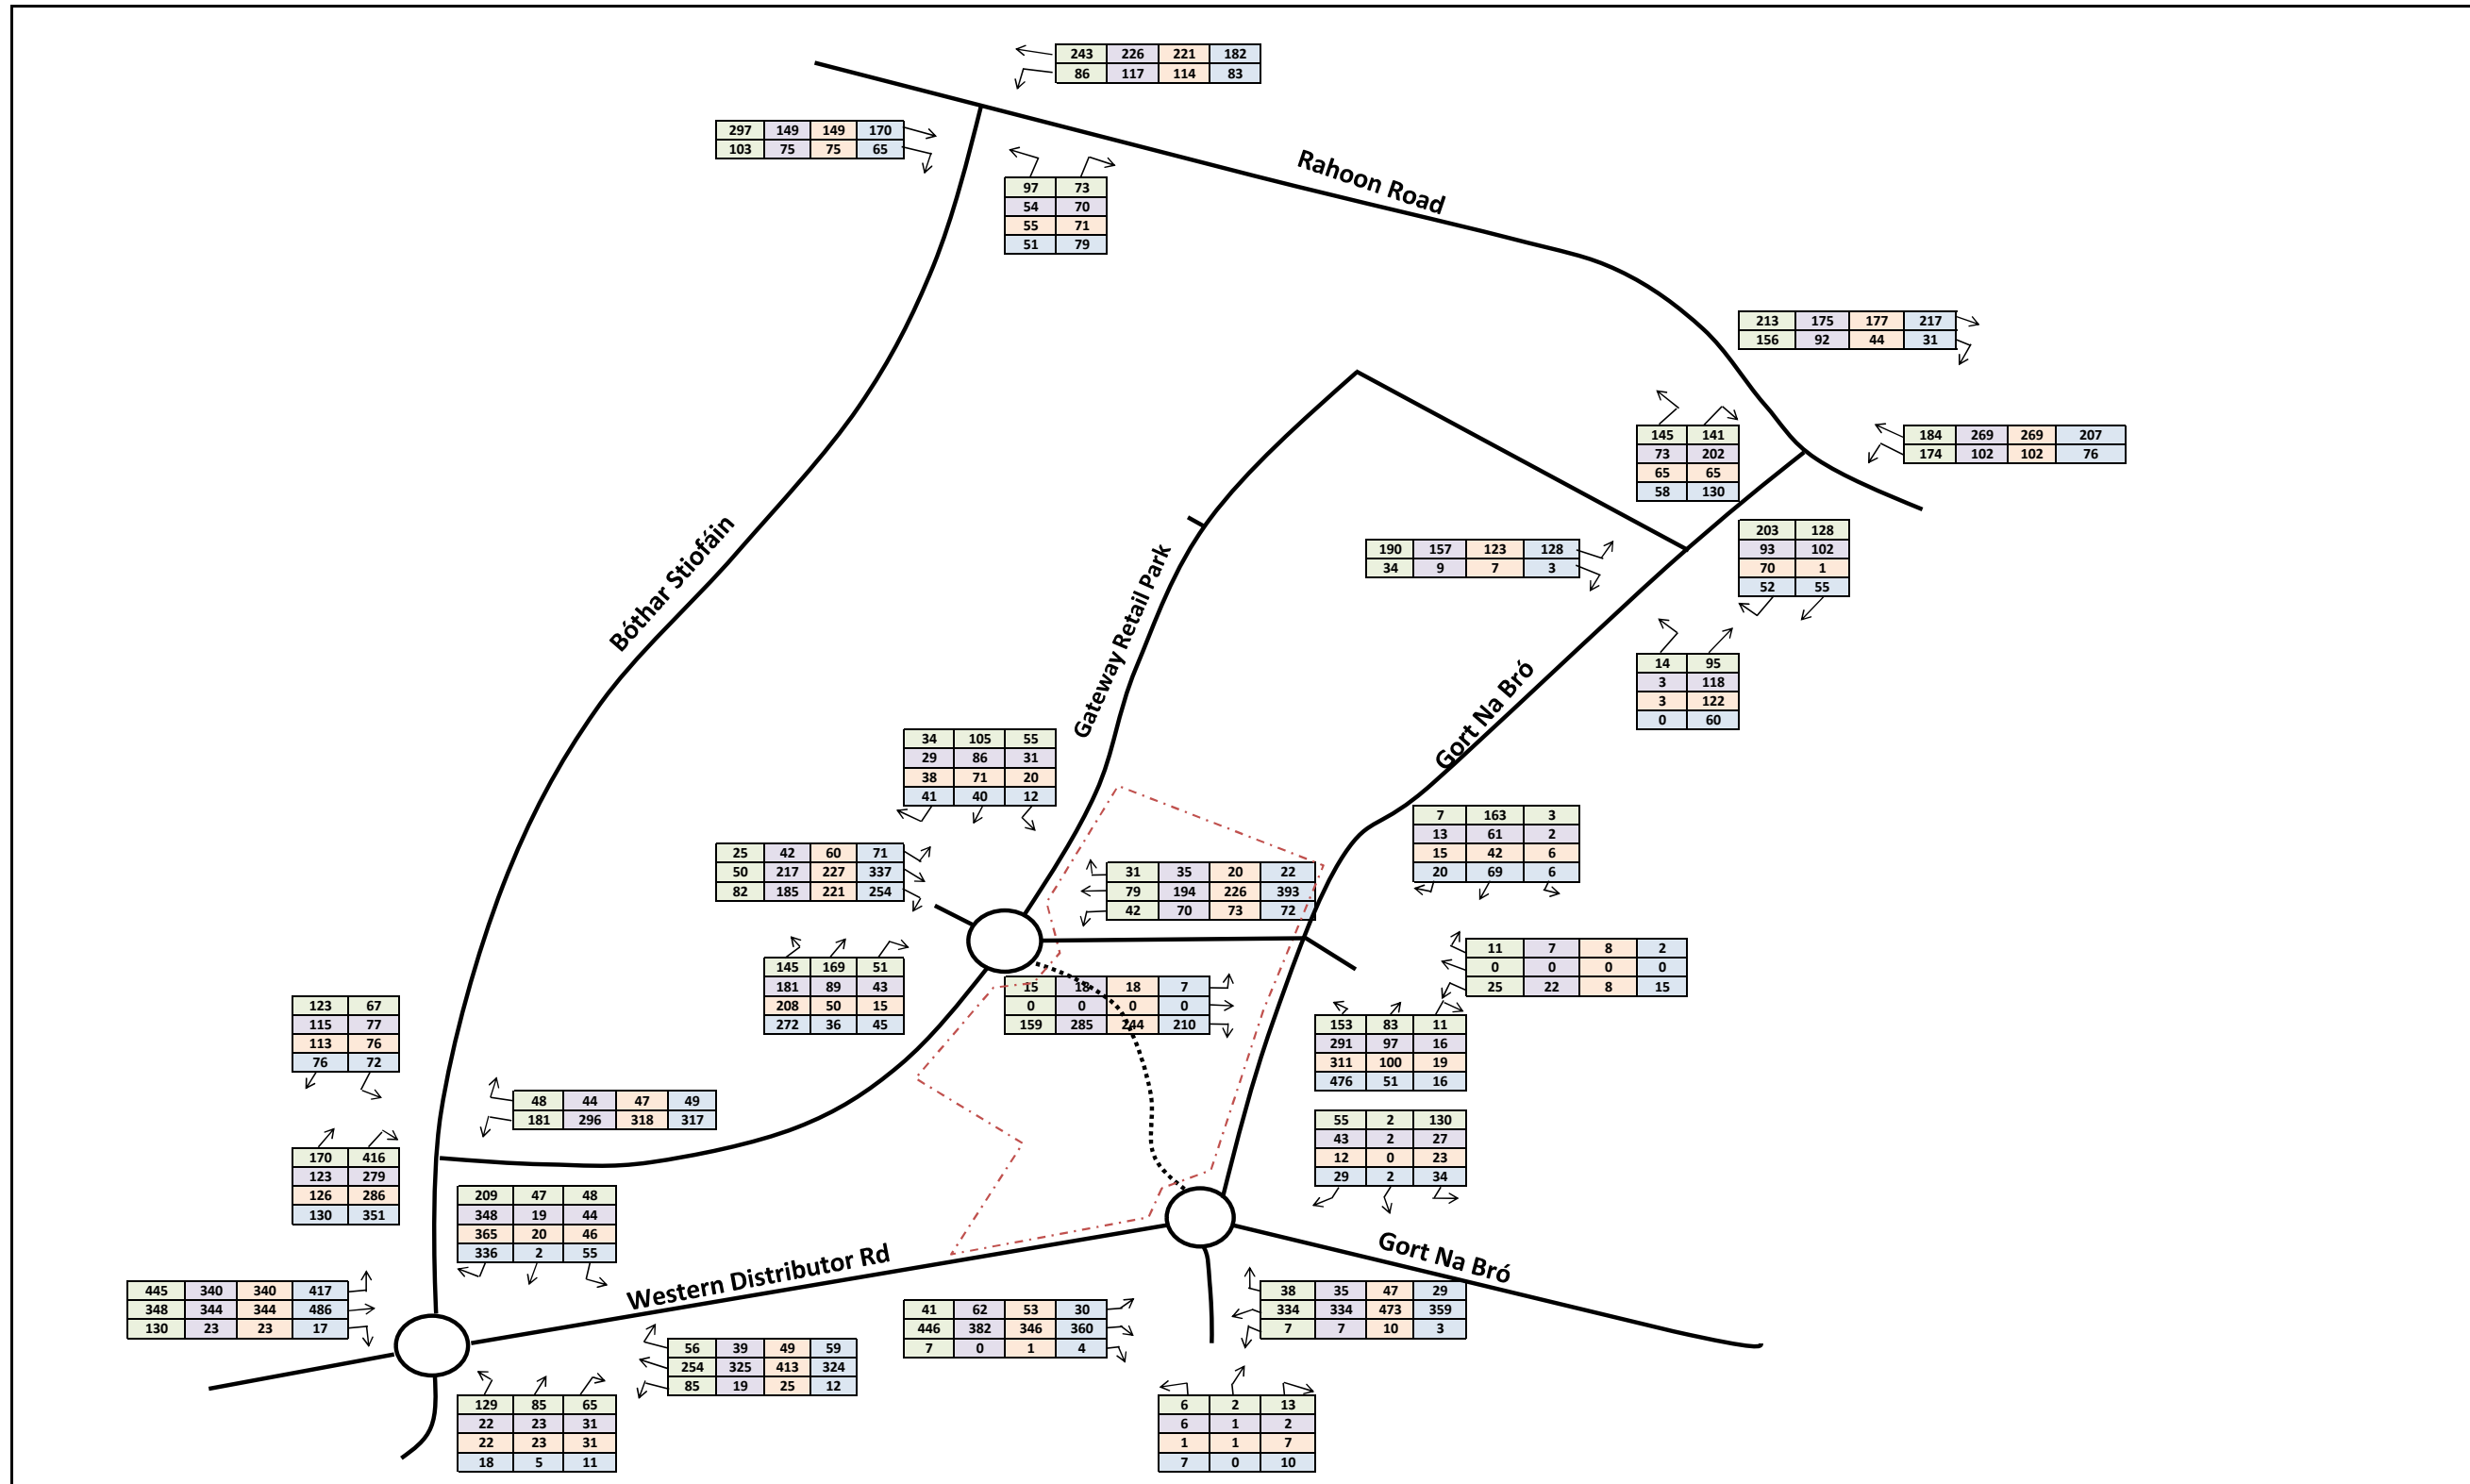 243 226 221 182
86 117 114 83
297 149 149 170
103 75 75 65
97 73
54 70
55 71
51 79
Rahoon Road
213 175 177 217
156 92 44 31
145 141
73 202
65 65
58 130
184 269 269 207
174 102 102 76
Bóthar Stiofáin
Gateway Retail Park
190 157 123 128
34 9 7 3
203 128
93 102
70 1
52 55
14 95
3 118
3 122
0 60
Gort Na Bró
34 105 55
29 86 31
38 71 20
41 40 12
7 163 3
13 61 2
15 42 6
20 69 6
25 42 60 71
50 217 227 337
82 185 221 254
31 35 20 22
79 194 226 393
42 70 73 72
145 169 51
181 89 43
208 50 15
272 36 45
15 18 18 7
0 0 0 0
159 285 244 210
11 7 8 2
0 0 0 0
25 22 8 15
153 83 11
291 97 16
311 100 19
476 51 16
123 67
115 77
113 76
76 72
48 44 47 49
181 296 318 317
55 2 130
43 2 27
12 0 23
29 2 34
170 416
123 279
126 286
130 351
209 47 48
348 19 44
365 20 46
336 2 55
Western Distributor Rd
Gort Na Bró
445 340 340 417
348 344 344 486
130 23 23 17
56 39 49 59
254 325 413 324
85 19 25 12
41 62 53 30
446 382 346 360
7 0 1 4
38 35 47 29
334 334 473 359
7 7 10 3
129 85 65
22 23 31
22 23 31
18 5 11
6 2 13
6 1 2
1 1 7
7 0 10